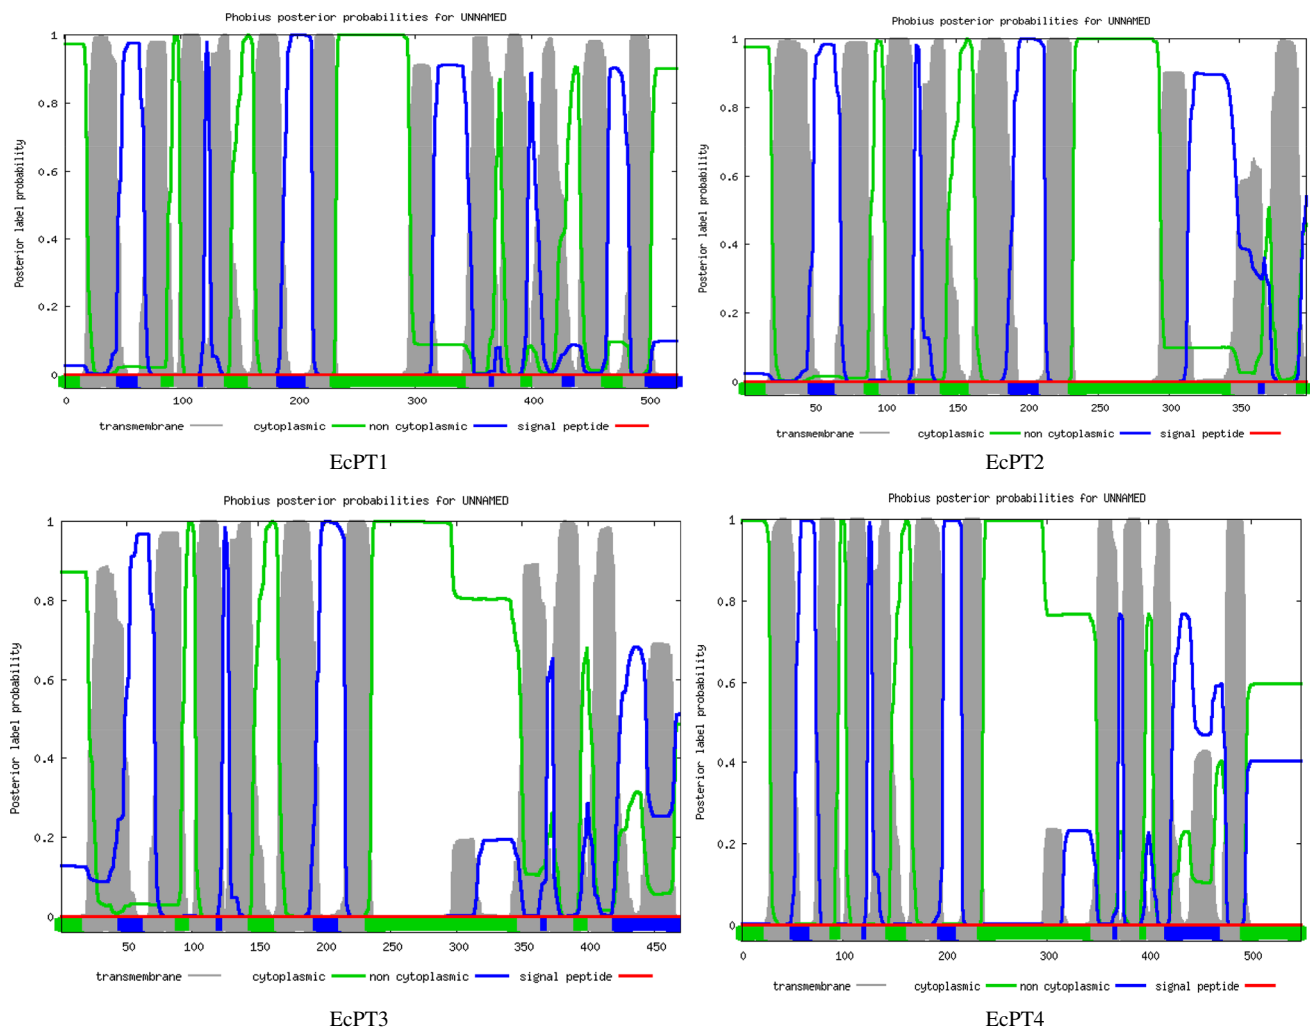 Phobius posterior probabilities for UNNAMED
Posterior label probability
1
0.8
0.6
0.4
0.2
0
0 100 200 300 400 500
transmembrane cytoplasmic non cytoplasmic signal peptide
EcPT1
Phobius posterior probabilities for UNNAMED
Posterior label probability
1
0.8
0.6
0.4
0.2
0
50 100 150 200 250 300 350
transmembrane cytoplasmic non cytoplasmic signal peptide
EcPT2
Phobius posterior probabilities for UNNAMED
Posterior label probability
1
0.8
0.6
0.4
0.2
0
50 100 150 200 250 300 350 400 450
transmembrane cytoplasmic non cytoplasmic signal peptide
EcPT3
Phobius posterior probabilities for UNNAMED
Posterior label probability
1
0.8
0.6
0.4
0.2
0
0 100 200 300 400 500
transmembrane cytoplasmic non cytoplasmic signal peptide
EcPT4